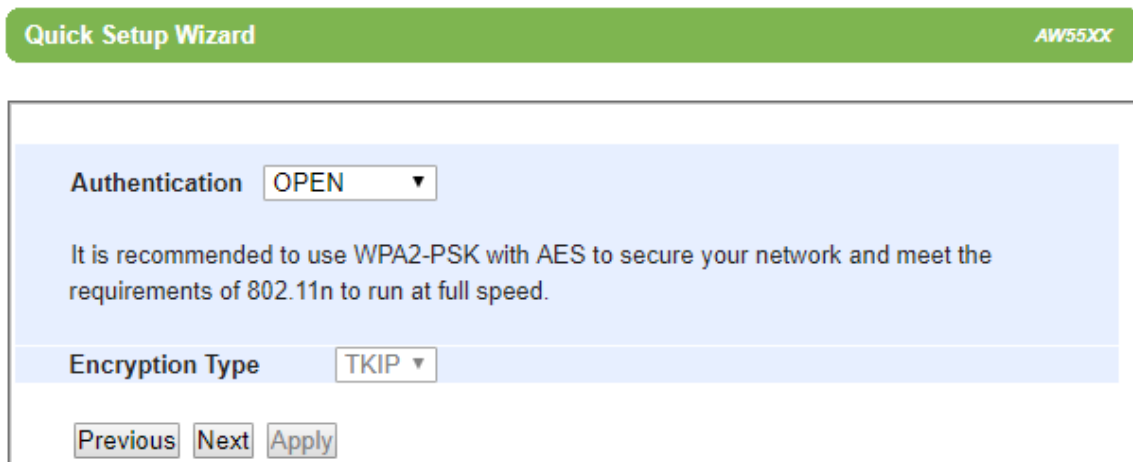 Quick Setup Wizard AW55XX
Authentication OPEN
It is recommended to use WPA2-PSK with AES to secure your network and meet the
requirements of 802.11n to run at full speed.
Encryption Type TKIP
Previous Next Apply